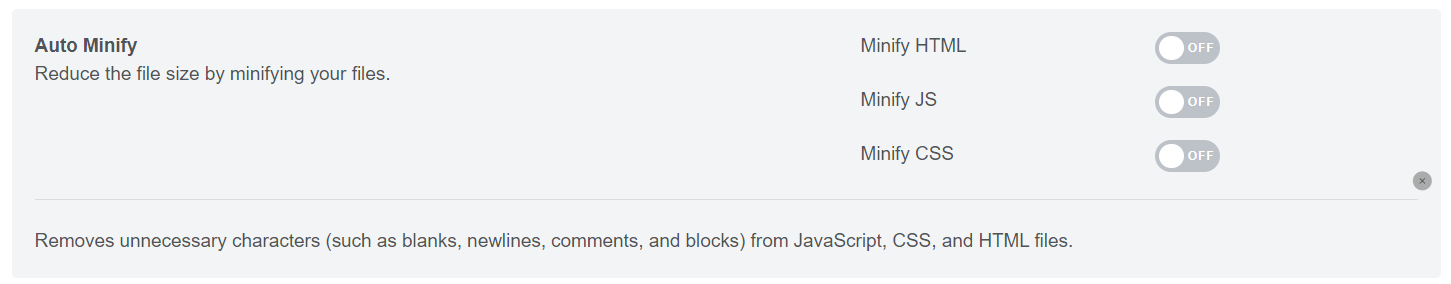 Auto Minify
Reduce the file size by minifying your files.
Minify HTML OFF
Minify JS OFF
Minify CSS OFF
Removes unnecessary characters (such as blanks, newlines, comments, and blocks) from JavaScript, CSS, and HTML files.